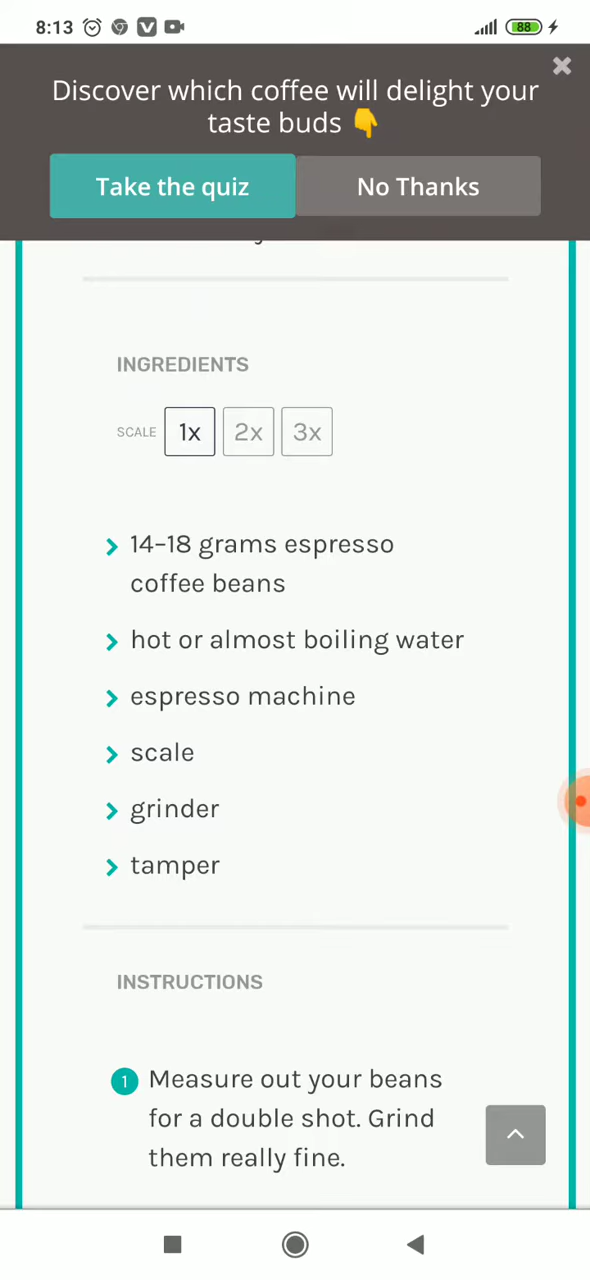 8:13
88
Discover which coffee will delight your
taste buds 👇
Take the quiz
No Thanks
INGREDIENTS
SCALE 1x 2x 3x
14–18 grams espresso
coffee beans
hot or almost boiling water
espresso machine
scale
grinder
tamper
INSTRUCTIONS
1 Measure out your beans
for a double shot. Grind
them really fine.